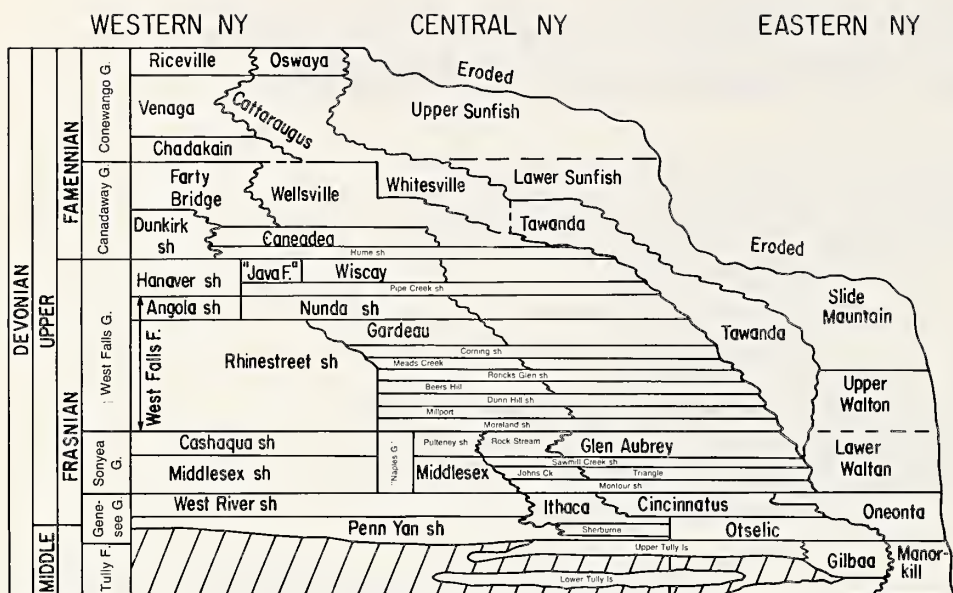 WESTERN NY CENTRAL NY EASTERN NY
DEVONIAN
UPPER
MIDDLE
FAMENNIAN
FRASNIAN
Conewango G.
Canadaway G.
West Falls G.
Sonyea G.
Gene-
see G.
Tully F.
Riceville Oswaya Eroded
Venaga Cattaraugus Upper Sunfish
Chadakain
Farty
Bridge Wellsville Whitesville Lower Sunfish
Dunkirk
sh Caneadea Tawanda
Hume sh Eroded
Hanaver sh "Java F." Wiscay
Pipe Creek sh Slide
Mountain
Angola sh Nunda sh
West Falls F.
Gardeau Tawanda
Rhinestreet sh Corning sh
Meads Creek
Roncks Glen sh
Beers Hill Upper
Walton
Dunn Hill sh
Millport
Moreland sh
Cashaqua sh "Naples G" Pulteney sh Rock Stream Glen Aubrey Lower
Waltan
Sawmill Creek sh
Middlesex sh Middlesex Johns Ck Triangle
Montour sh
West River sh Ithaca Cincinnatus Oneonta
Penn Yan sh Sherburne Otselic
Upper Tully ls Gilbaa Manor-
kill
Lower Tully ls